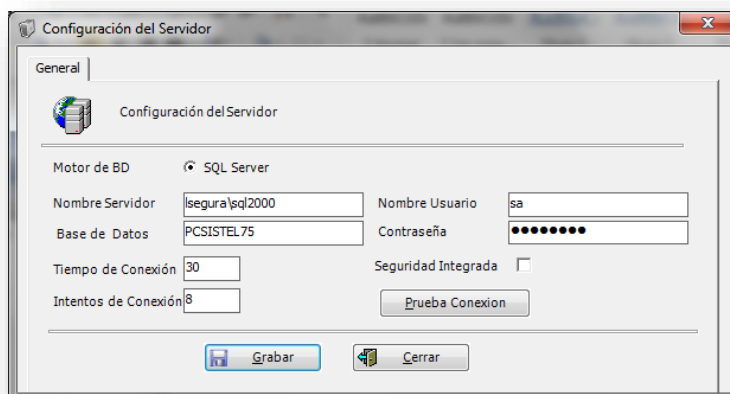 Configuración del Servidor
General
Configuración del Servidor
Motor de BD SQL Server
Nombre Servidor lsegura\sql2000 Nombre Usuario sa
Base de Datos PCSISTEL75 Contraseña ●●●●●●●●
Tiempo de Conexión 30 Seguridad Integrada
Intentos de Conexión 8 Prueba Conexion
Grabar Cerrar